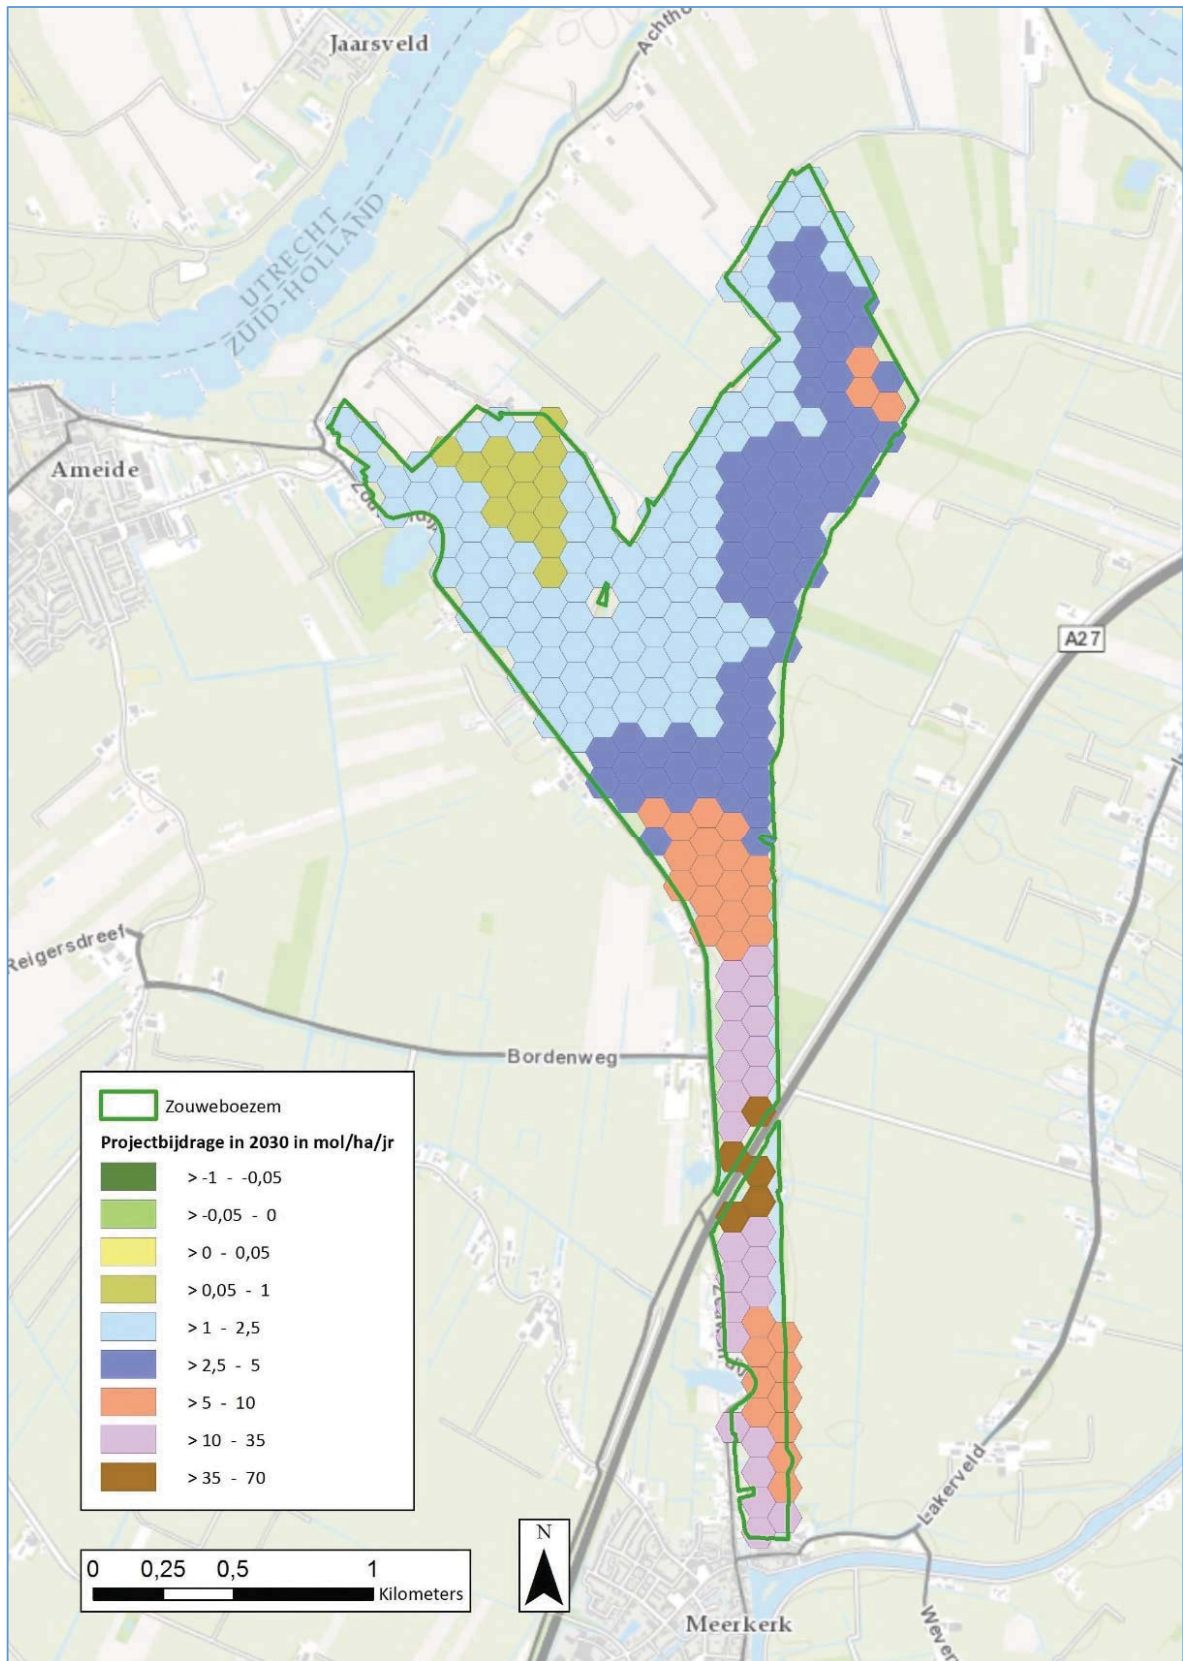 Jaarsveld
Achtho
UTRECHT
ZUID-HOLLAND
Ameide
A27
Reigersdreef
Bordenweg
Zouweboezem
Projectbijdrage in 2030 in mol/ha/jr
> -1 - -0,05
> -0,05 - 0
> 0 - 0,05
> 0,05 - 1
> 1 - 2,5
> 2,5 - 5
> 5 - 10
> 10 - 35
> 35 - 70
0 0,25 0,5 1
Kilometers
N
Lakerveld
Meerkerk
Wever